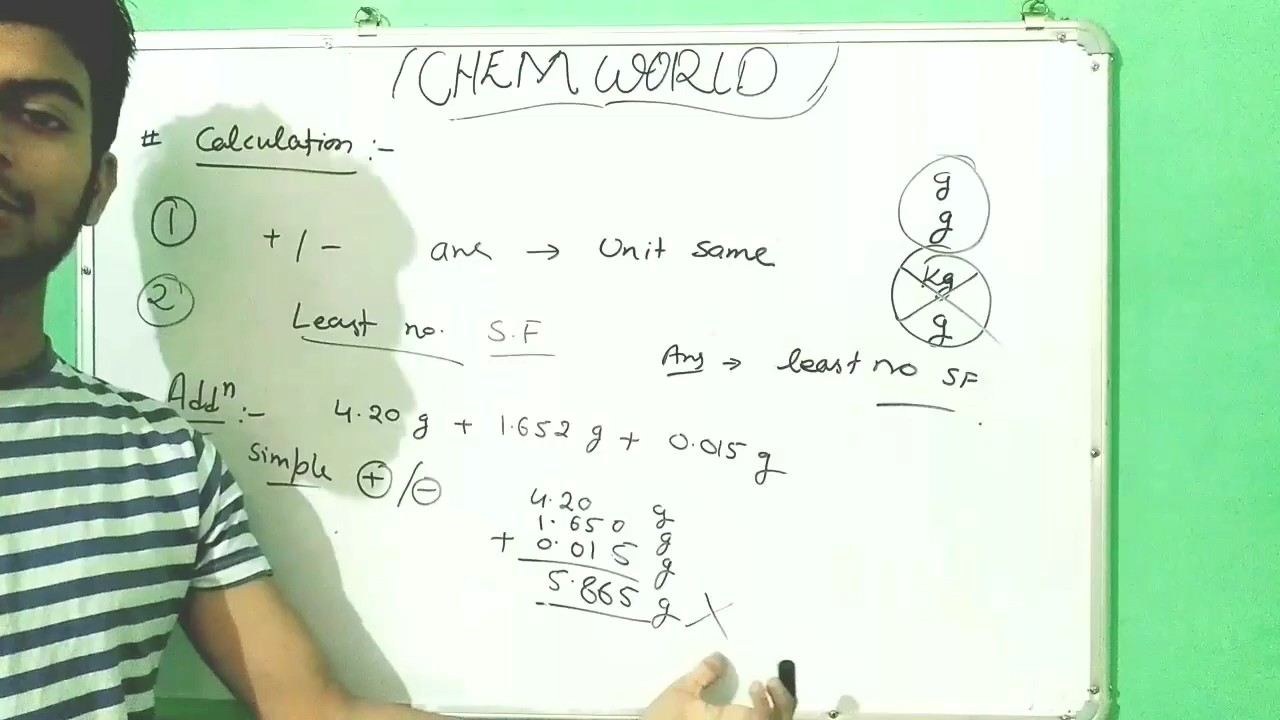 CHEM WORLD
# Calculation :-
g
g
1 + / - ans → Unit same
kg
g
2 Least no. S.F
Ans → least no SF
Addⁿ :- 4.20 g + 1.652 g + 0.015 g
simple + / -
4.20 g
1.650 g
+ 0.015 g
5.865 g X